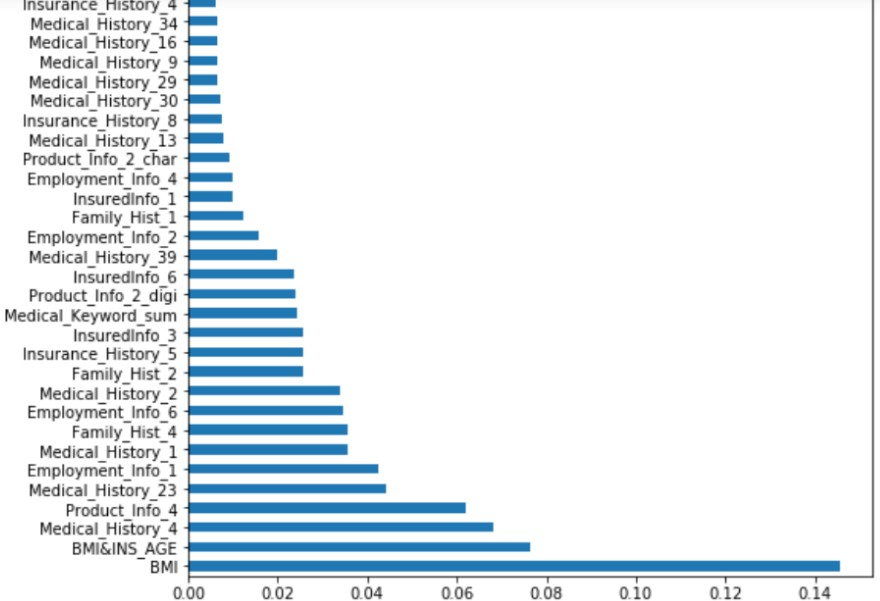 Insurance_History_4
Medical_History_34
Medical_History_16
Medical_History_9
Medical_History_29
Medical_History_30
Insurance_History_8
Medical_History_13
Product_Info_2_char
Employment_Info_4
InsuredInfo_1
Family_Hist_1
Employment_Info_2
Medical_History_39
InsuredInfo_6
Product_Info_2_digi
Medical_Keyword_sum
InsuredInfo_3
Insurance_History_5
Family_Hist_2
Medical_History_2
Employment_Info_6
Family_Hist_4
Medical_History_1
Employment_Info_1
Medical_History_23
Product_Info_4
Medical_History_4
BMI&INS_AGE
BMI
0.00 0.02 0.04 0.06 0.08 0.10 0.12 0.14